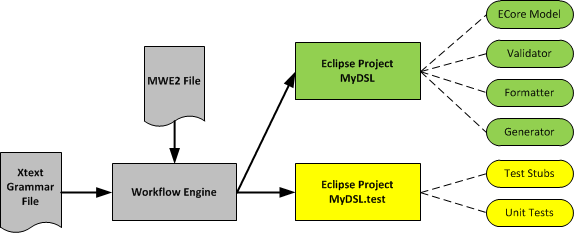 ECore Model
Eclipse Project
MyDSL
Validator
MWE2 File
Formatter
Generator
Xtext
Grammar
File
Workflow Engine
Eclipse Project
MyDSL.test
Test Stubs
Unit Tests